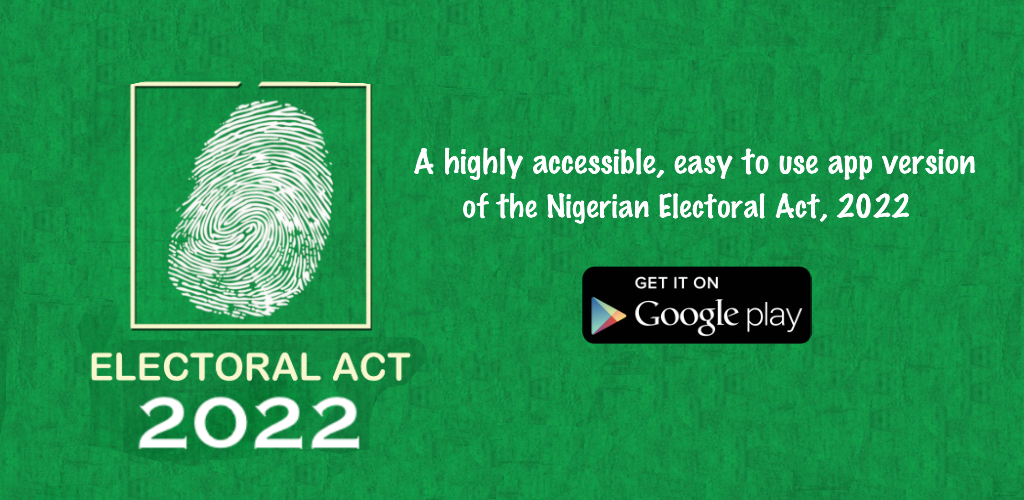 A highly accessible, easy to use app version
of the Nigerian Electoral Act, 2022
GET IT ON
Google play
ELECTORAL ACT
2022